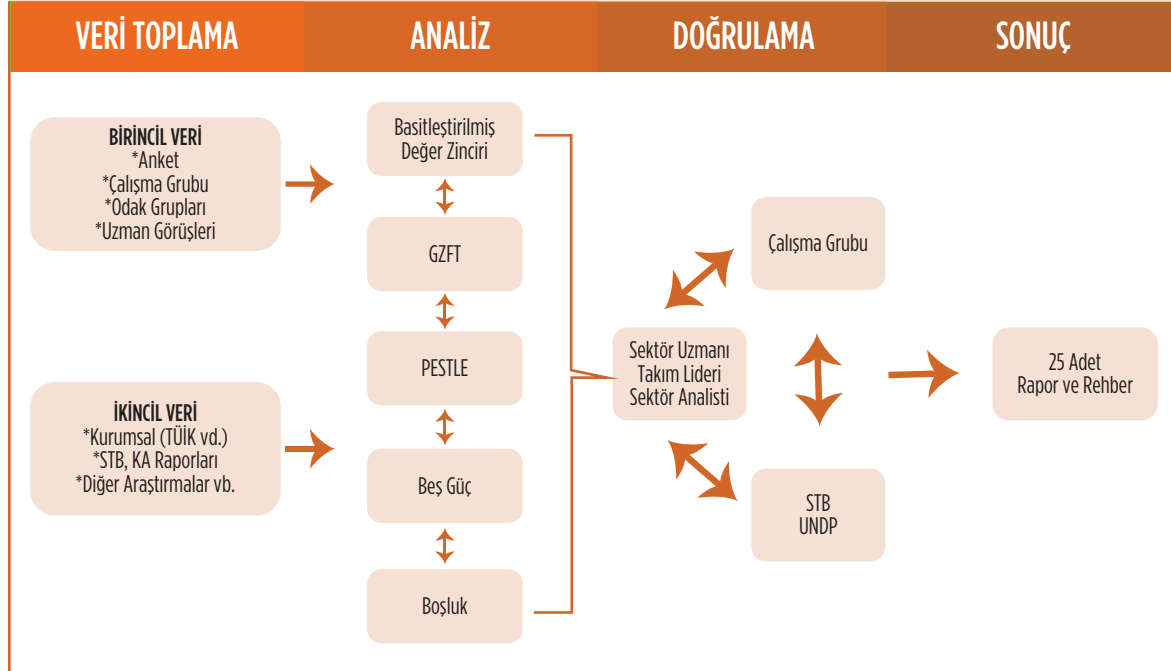 VERİ TOPLAMA
ANALİZ
DOĞRULAMA
SONUÇ
BİRİNCİL VERİ
*Anket
*Çalışma Grubu
*Odak Grupları
*Uzman Görüşleri
İKİNCİL VERİ
*Kurumsal (TÜİK vd.)
*STB, KA Raporları
*Diğer Araştırmalar vb.
Basitleştirilmiş
Değer Zinciri
GZFT
PESTLE
Beş Güç
Boşluk
Sektör Uzmanı
Takım Lideri
Sektör Analisti
Çalışma Grubu
STB
UNDP
25 Adet
Rapor ve Rehber